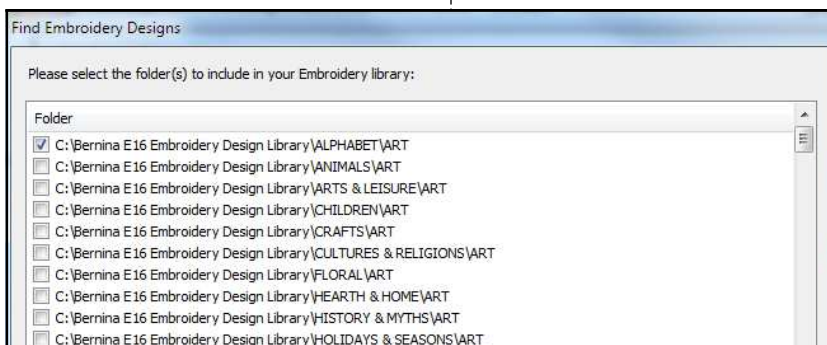 Find Embroidery Designs
Please select the folder(s) to include in your Embroidery library:
Folder
C:\Bernina E16 Embroidery Design Library\ALPHABET\ART
C:\Bernina E16 Embroidery Design Library\ANIMALS\ART
C:\Bernina E16 Embroidery Design Library\ARTS & LEISURE\ART
C:\Bernina E16 Embroidery Design Library\CHILDREN\ART
C:\Bernina E16 Embroidery Design Library\CRAFTS\ART
C:\Bernina E16 Embroidery Design Library\CULTURES & RELIGIONS\ART
C:\Bernina E16 Embroidery Design Library\FLORAL\ART
C:\Bernina E16 Embroidery Design Library\HEARTH & HOME\ART
C:\Bernina E16 Embroidery Design Library\HISTORY & MYTHS\ART
C:\Bernina E16 Embroidery Design Library\HOLIDAYS & SEASONS\ART